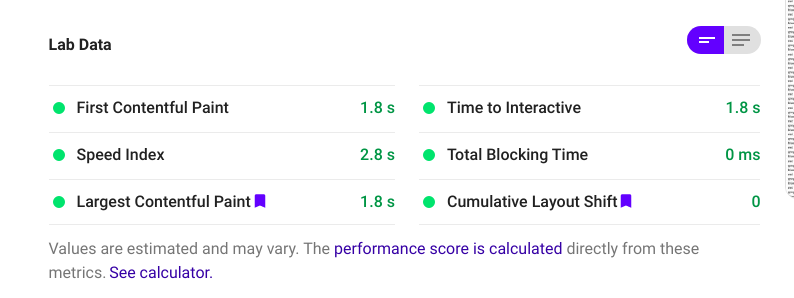 Lab Data
First Contentful Paint 1.8 s
Time to Interactive 1.8 s
Speed Index 2.8 s
Total Blocking Time 0 ms
Largest Contentful Paint 1.8 s
Cumulative Layout Shift 0
Values are estimated and may vary. The performance score is calculated directly from these
metrics. See calculator.